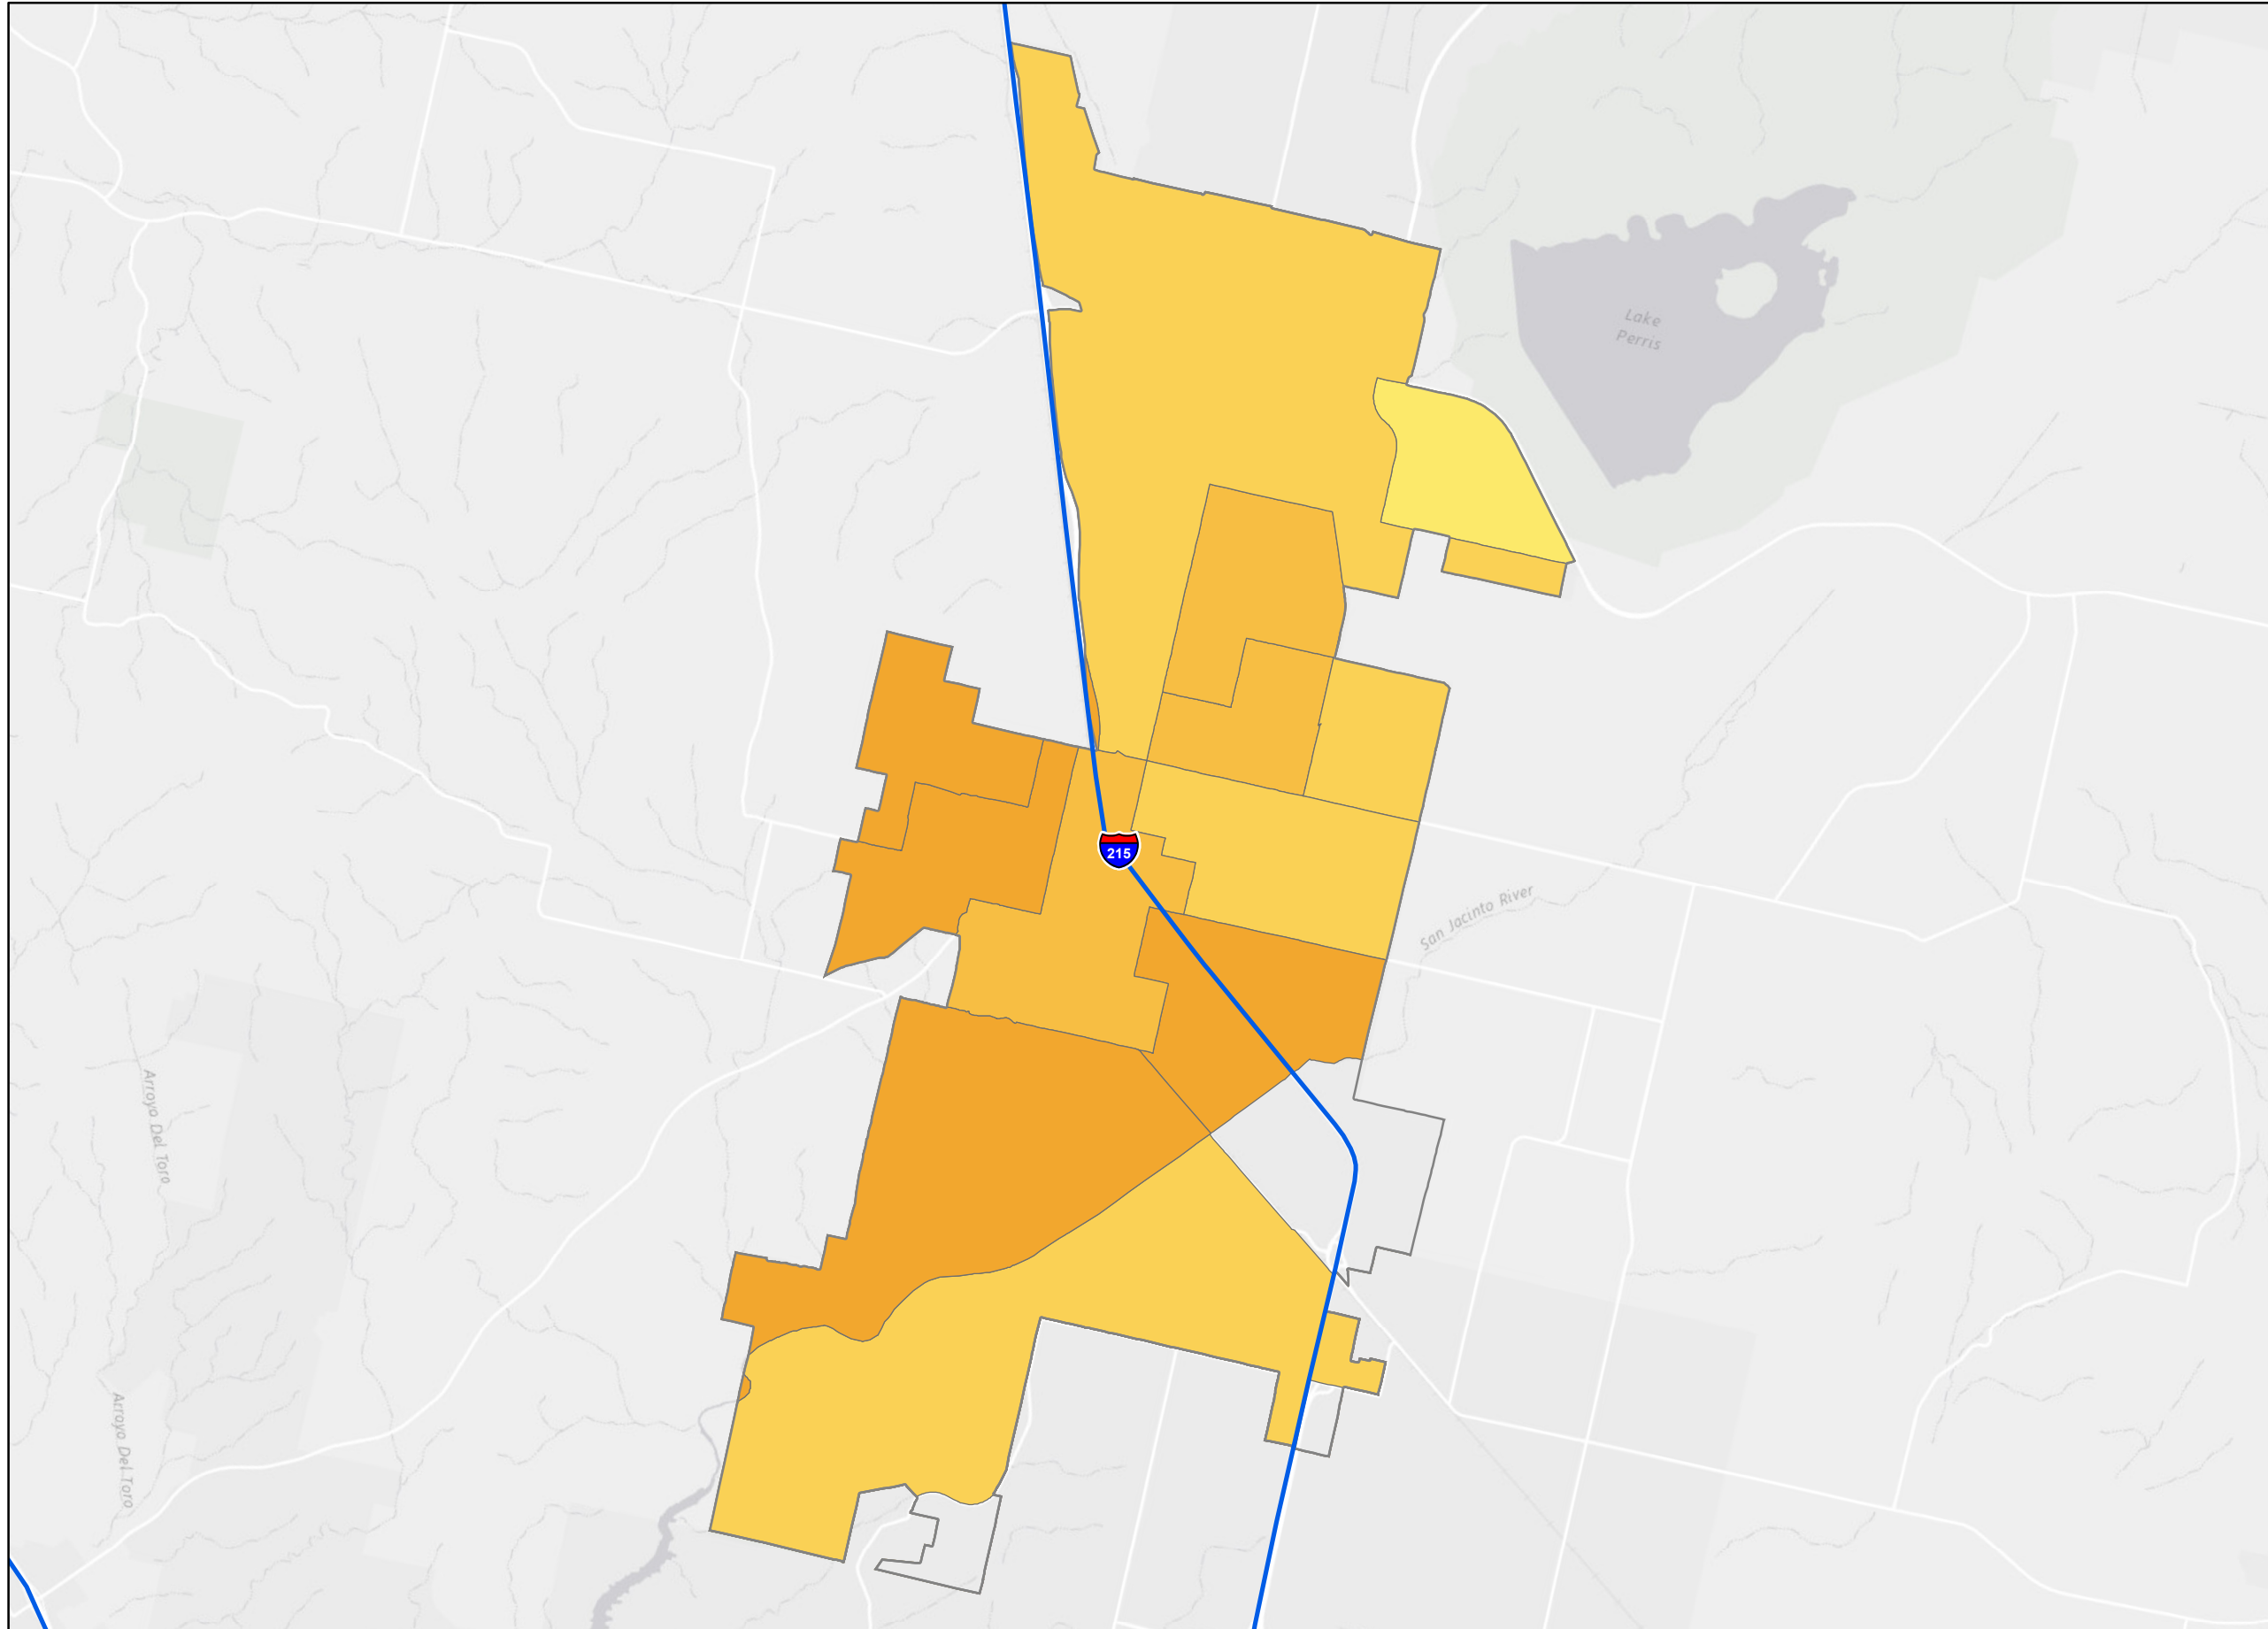 Lake
Perris
215
San Jacinto River
Arroyo Del Toro
Arroyo Del Toro